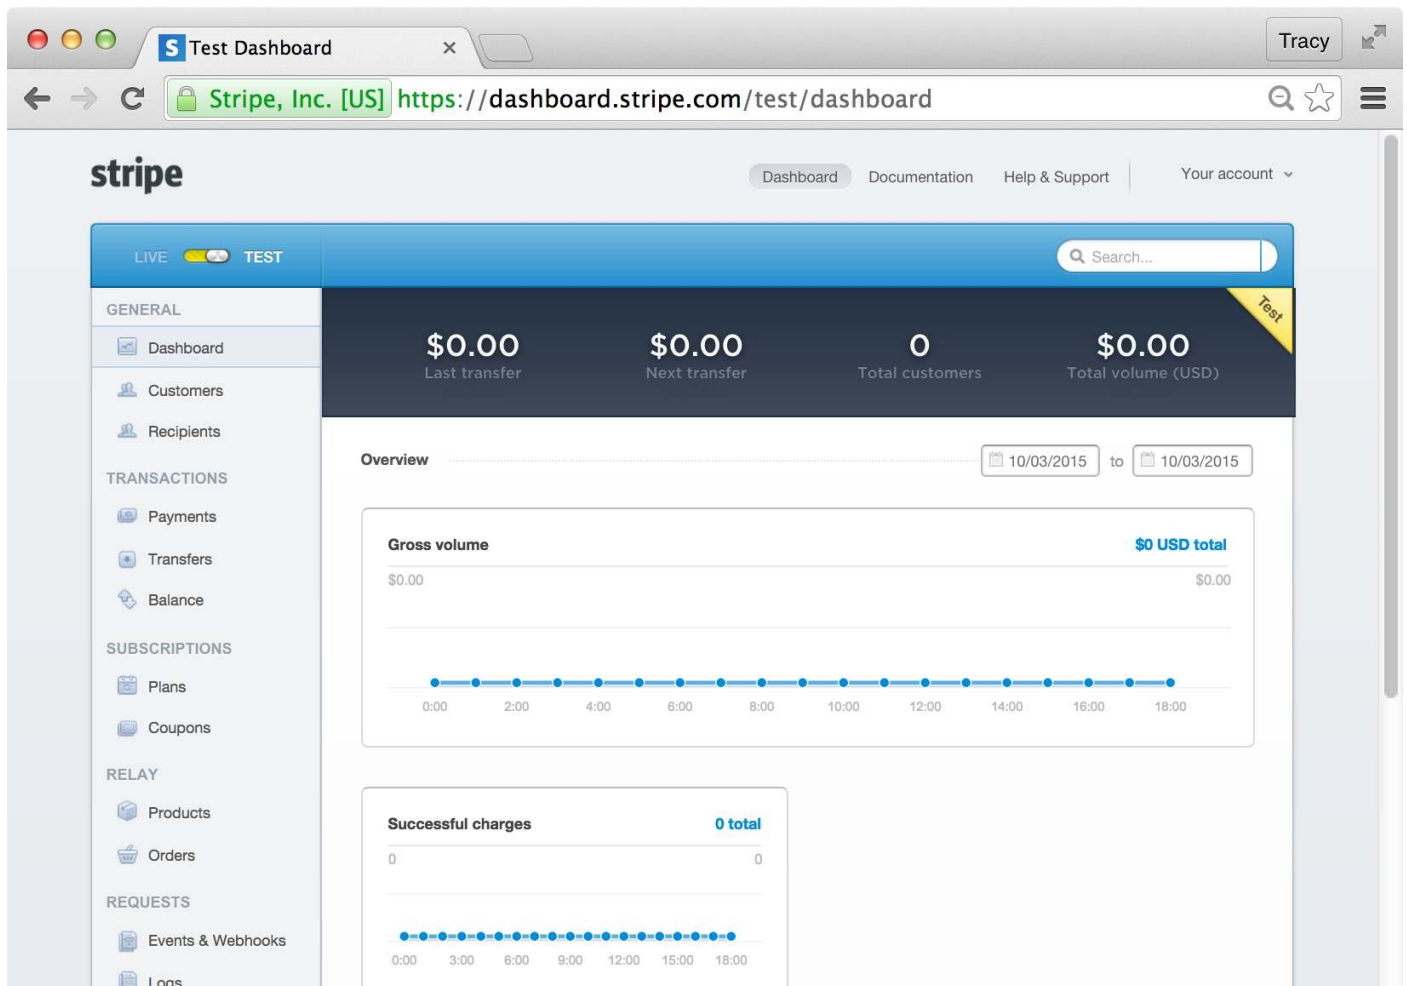 S Test Dashboard
Tracy
Stripe, Inc. [US] https://dashboard.stripe.com/test/dashboard
stripe
Dashboard Documentation Help & Support Your account
LIVE TEST
Search...
Test
GENERAL
Dashboard
Customers
Recipients
TRANSACTIONS
Payments
Transfers
Balance
SUBSCRIPTIONS
Plans
Coupons
RELAY
Products
Orders
REQUESTS
Events & Webhooks
Logs
$0.00 $0.00 0 $0.00
Last transfer Next transfer Total customers Total volume (USD)
Overview 10/03/2015 to 10/03/2015
Gross volume $0 USD total
$0.00 $0.00
0:00 2:00 4:00 6:00 8:00 10:00 12:00 14:00 16:00 18:00
Successful charges 0 total
0 0
0:00 3:00 6:00 9:00 12:00 15:00 18:00